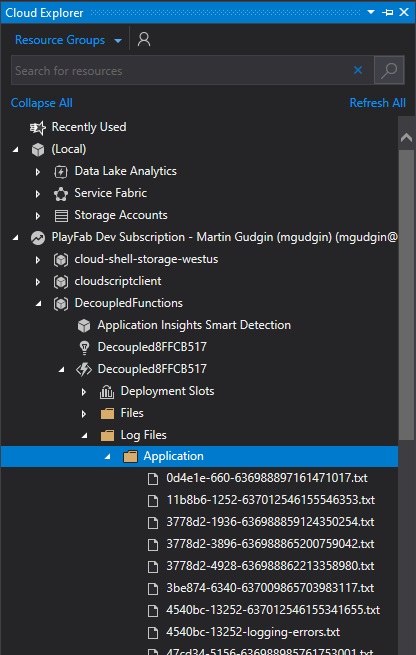 Cloud Explorer
Resource Groups
Search for resources
Collapse All Refresh All
Recently Used
(Local)
Data Lake Analytics
Service Fabric
Storage Accounts
PlayFab Dev Subscription - Martin Gudgin (mgudgin) (mgudgin@
cloud-shell-storage-westus
cloudscriptclient
DecoupledFunctions
Application Insights Smart Detection
Decoupled8FFCB517
Decoupled8FFCB517
Deployment Slots
Files
Log Files
Application
0d4e1e-660-636988897161471017.txt
11b8b6-1252-637012546155546353.txt
3778d2-1936-636988859124350254.txt
3778d2-3896-636988865200759042.txt
3778d2-4928-636988862213358980.txt
3be874-6340-637009865703983117.txt
4540bc-13252-637012546155341655.txt
4540bc-13252-logging-errors.txt
47cd34-5156-636988985761753001.txt